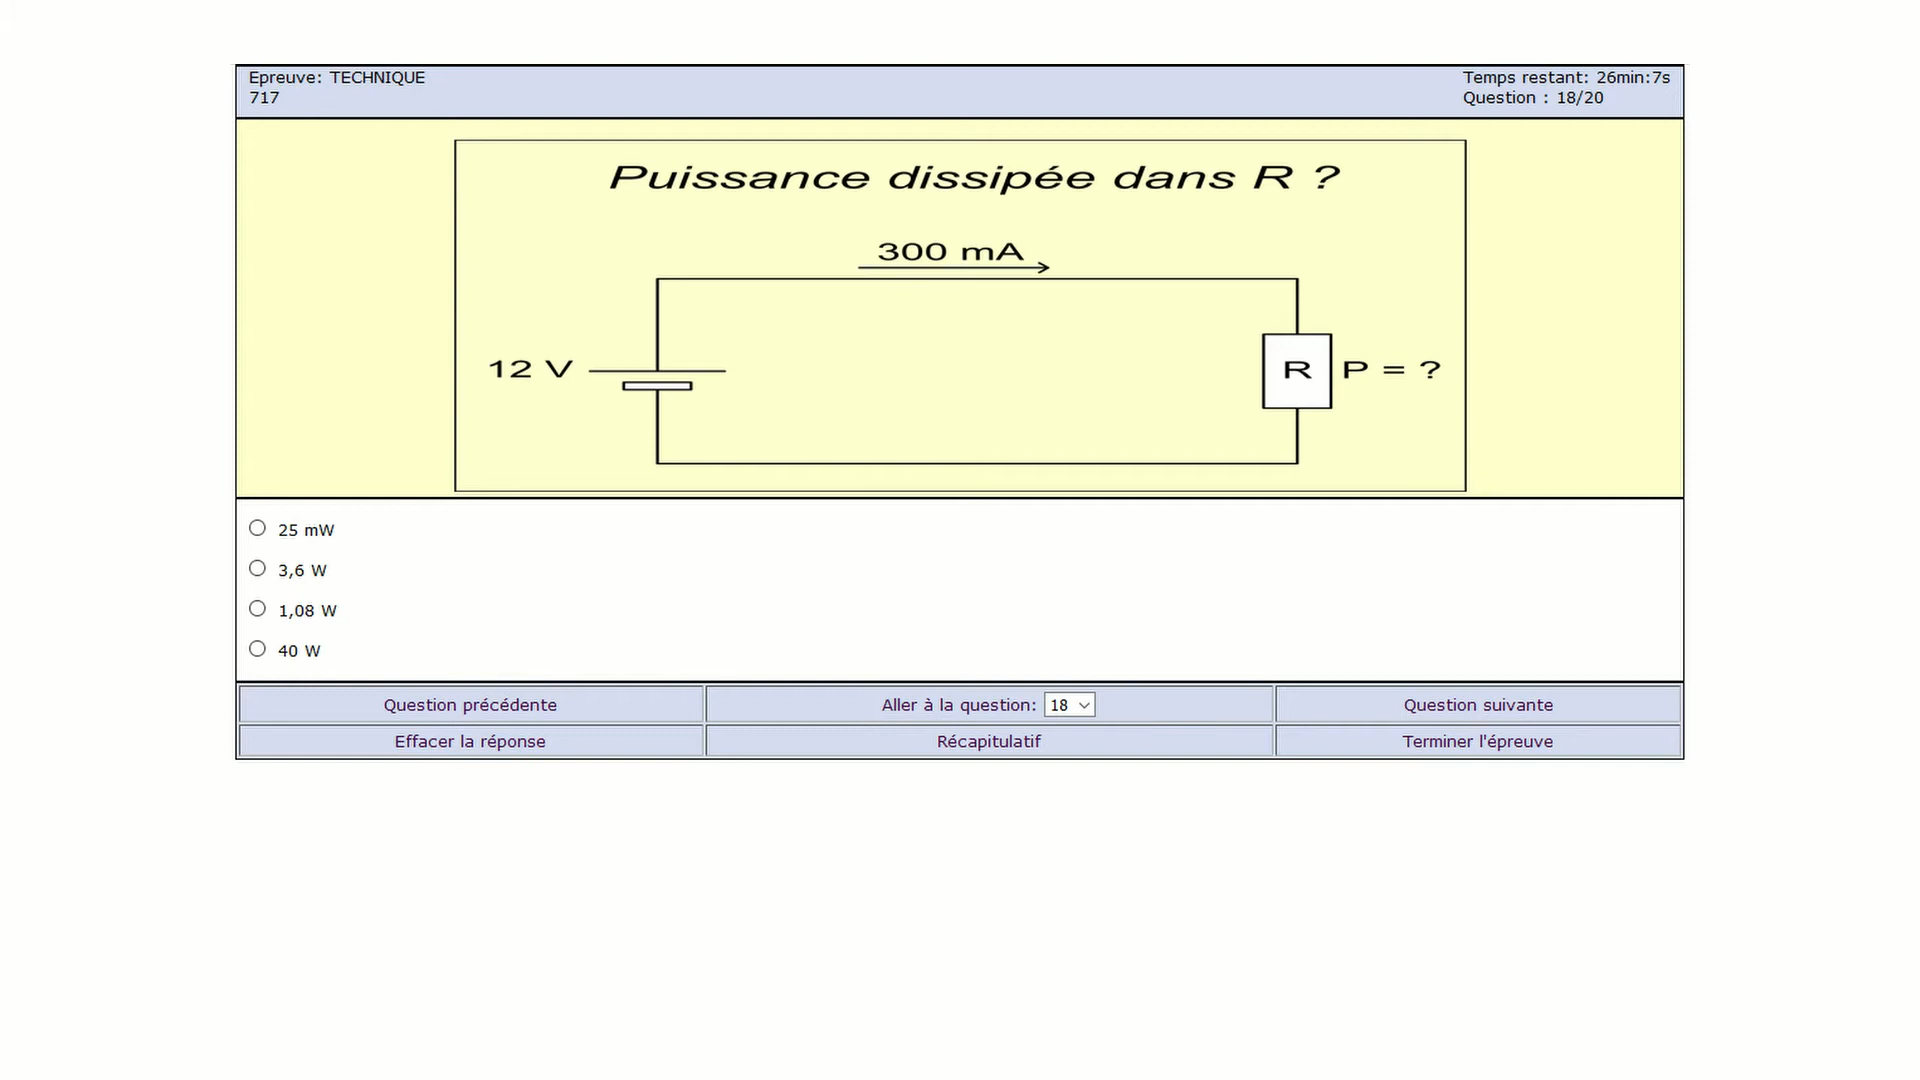 Epreuve: TECHNIQUE
717
Temps restant: 26min:7s
Question : 18/20
Puissance dissipée dans R ?
300 mA
12 V
R
P = ?
25 mW
3,6 W
1,08 W
40 W
Question précédente
Aller à la question: 18
Question suivante
Effacer la réponse
Récapitulatif
Terminer l'épreuve